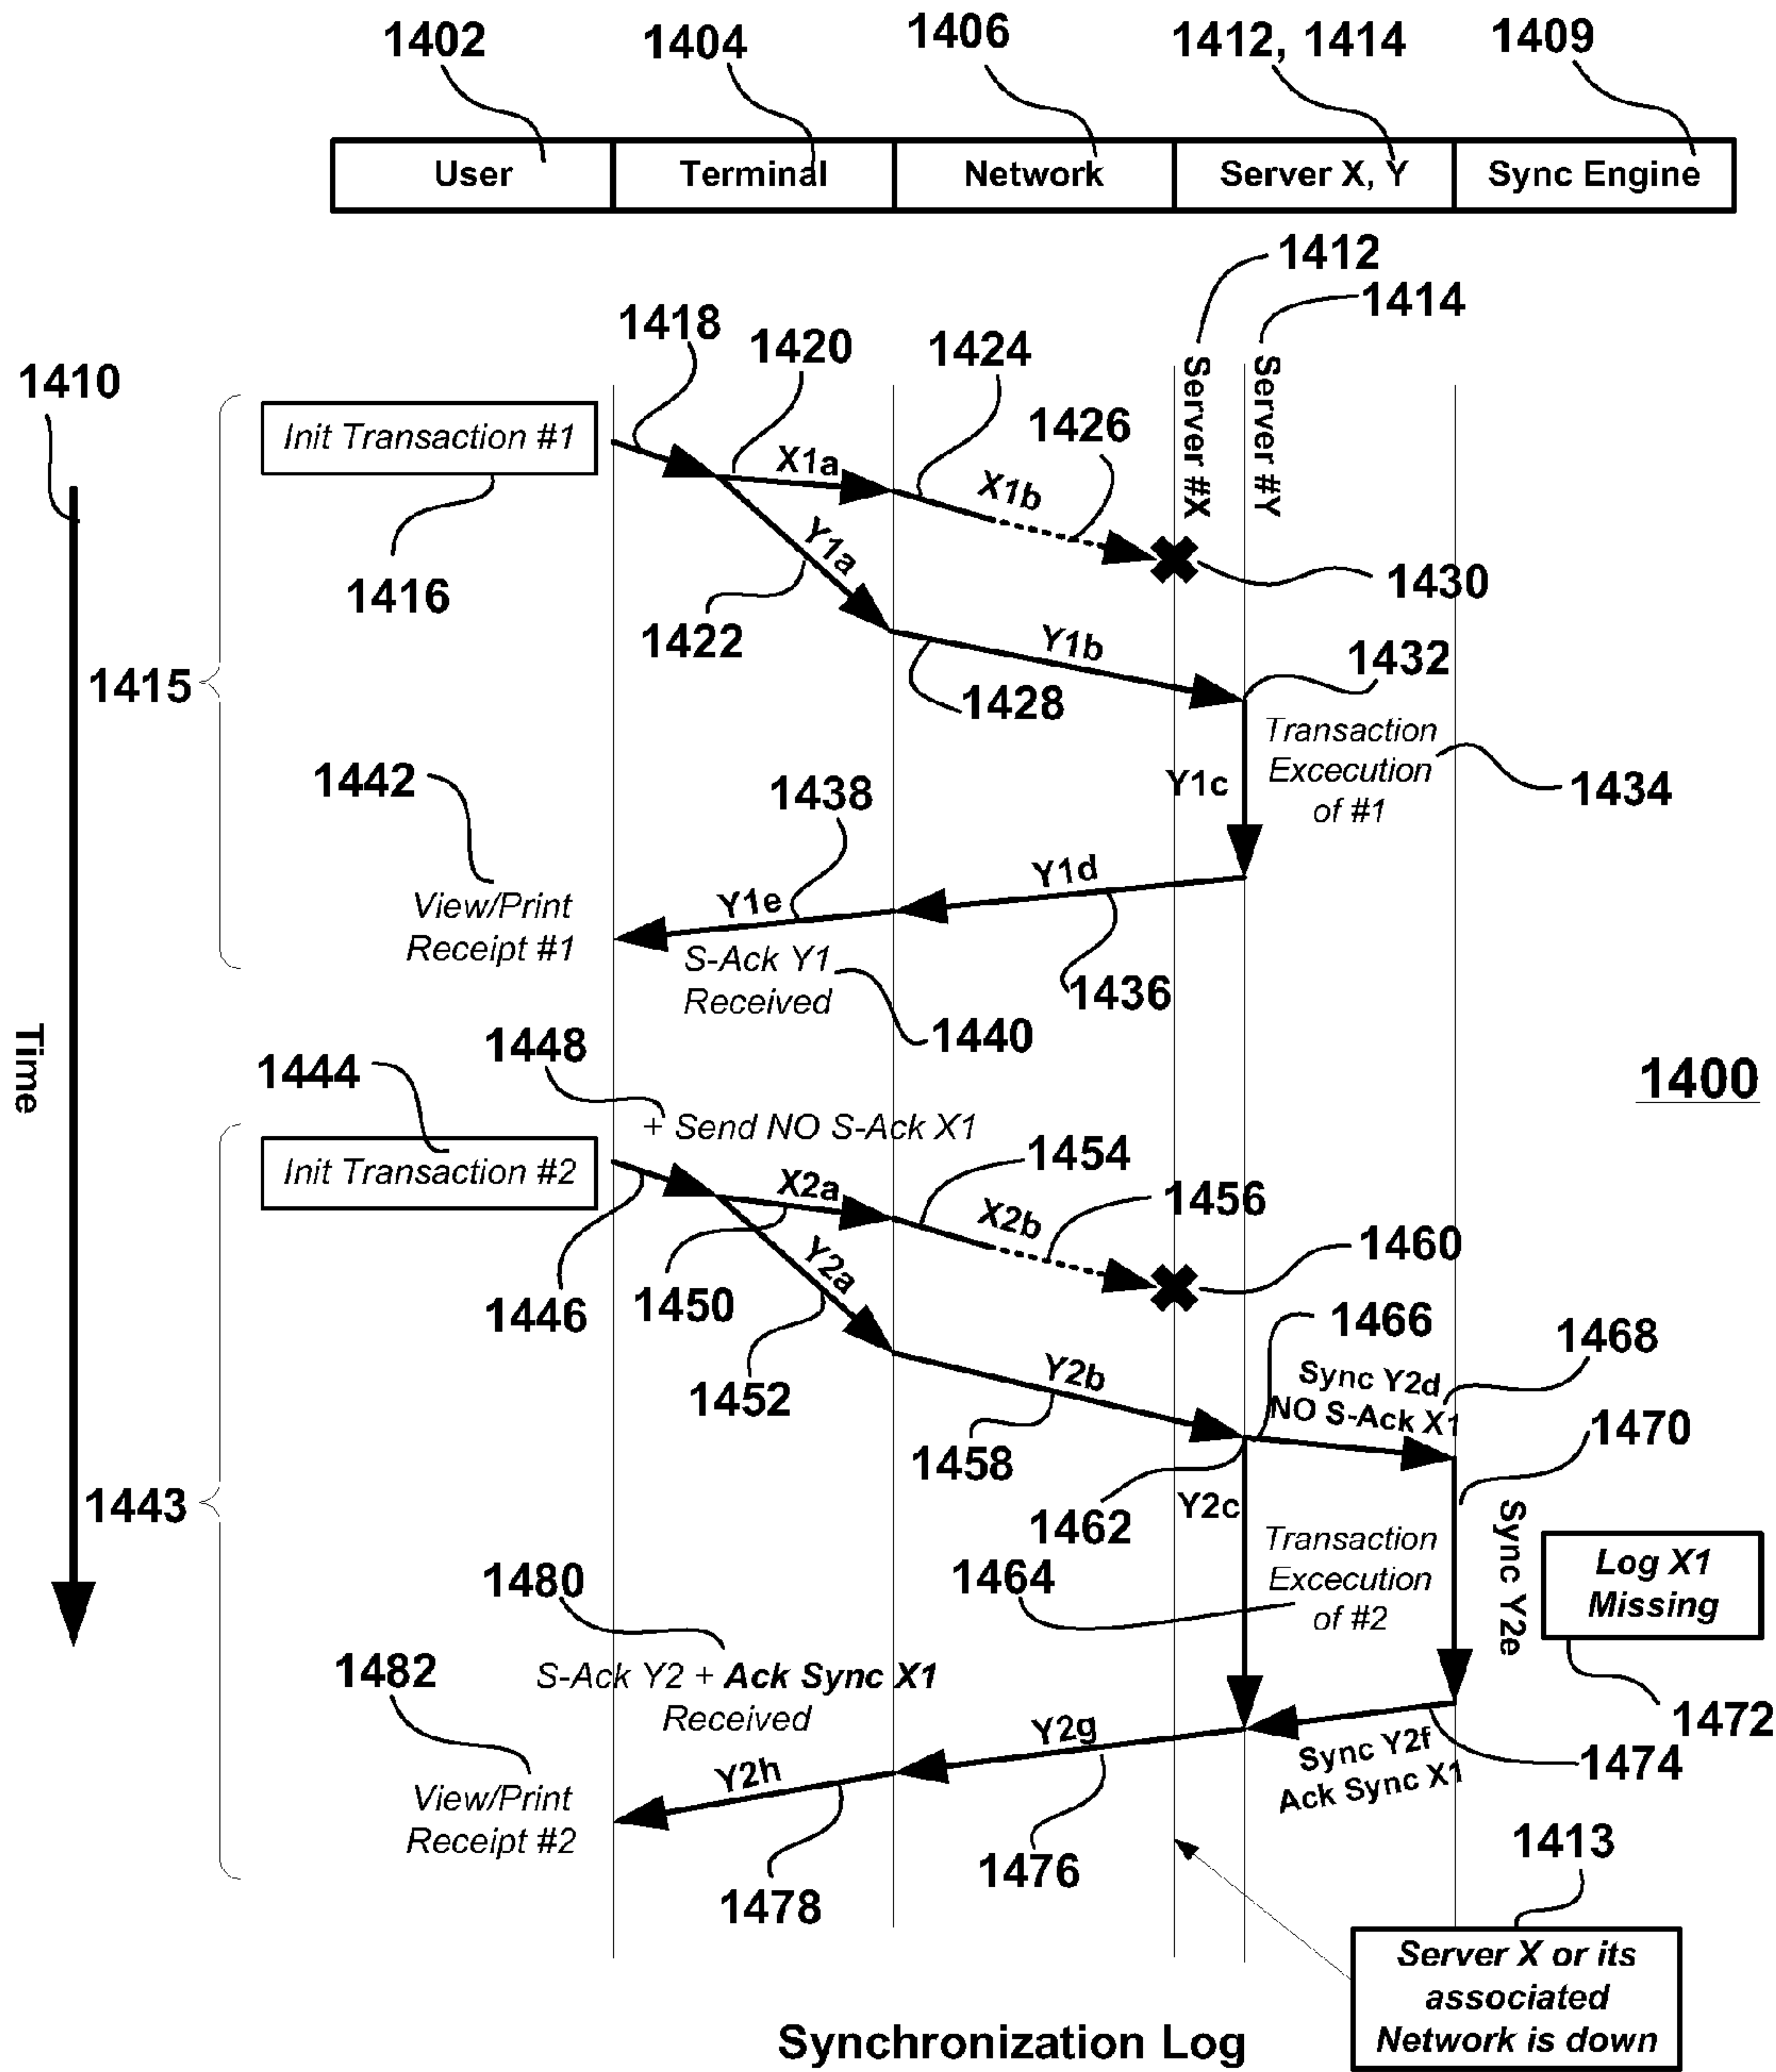 1402
1404
1406
1412, 1414
1409
User
Terminal
Network
Server X, Y
Sync Engine
1412
1414
Server #X
Server #Y
1410
1418
1420
1424
1426
Init Transaction #1
X1a
X1b
1416
Y1a
1430
1422
Y1b
1432
1415
1428
Transaction
Excecution
of #1
Y1c
1434
1442
1438
View/Print
Receipt #1
Y1e
Y1d
S-Ack Y1
Received
1436
1440
Time
1448
1444
+ Send NO S-Ack X1
1400
Init Transaction #2
1454
X2a
X2b
1456
1460
Y2a
1446
1450
1466
1468
1452
Y2b
Sync Y2d
NO S-Ack X1
1458
1470
1443
1462
Y2c
Sync Y2e
Transaction
Excecution
of #2
Log X1
Missing
1480
1464
1482
S-Ack Y2 + Ack Sync X1
Received
1472
Y2g
Y2h
Sync Y2f
Ack Sync X1
1474
View/Print
Receipt #2
1478
1476
1413
Server X or its
associated
Network is down
Synchronization Log